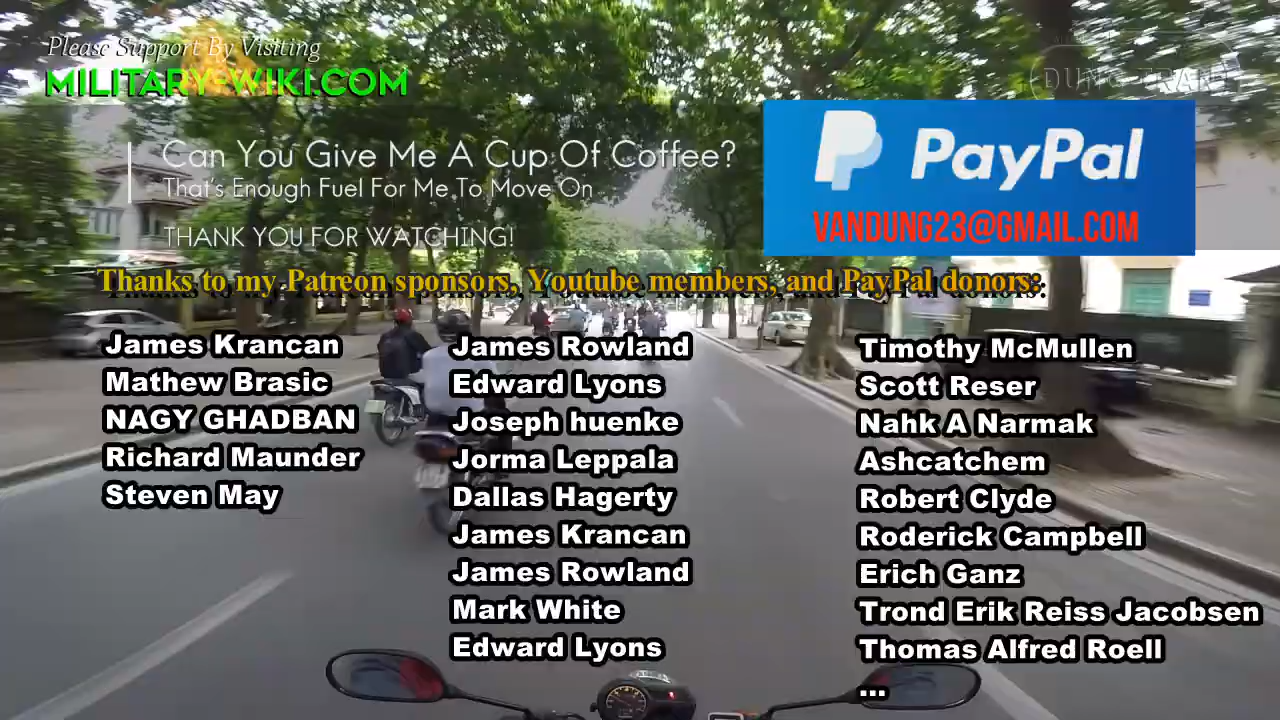 Please Support By Visiting
MILITARY-WIKI.COM
DUNG TRAN
Can You Give Me A Cup Of Coffee?
That's Enough Fuel For Me To Move On
THANK YOU FOR WATCHING!
PayPal
VANDUNG23@GMAIL.COM
Thanks to my Patreon sponsors, Youtube members, and PayPal donors:
James Krancan
Mathew Brasic
NAGY GHADBAN
Richard Maunder
Steven May
James Rowland
Edward Lyons
Joseph huenke
Jorma Leppala
Dallas Hagerty
James Krancan
James Rowland
Mark White
Edward Lyons
Timothy McMullen
Scott Reser
Nahk A Narmak
Ashcatchem
Robert Clyde
Roderick Campbell
Erich Ganz
Trond Erik Reiss Jacobsen
Thomas Alfred Roell
...